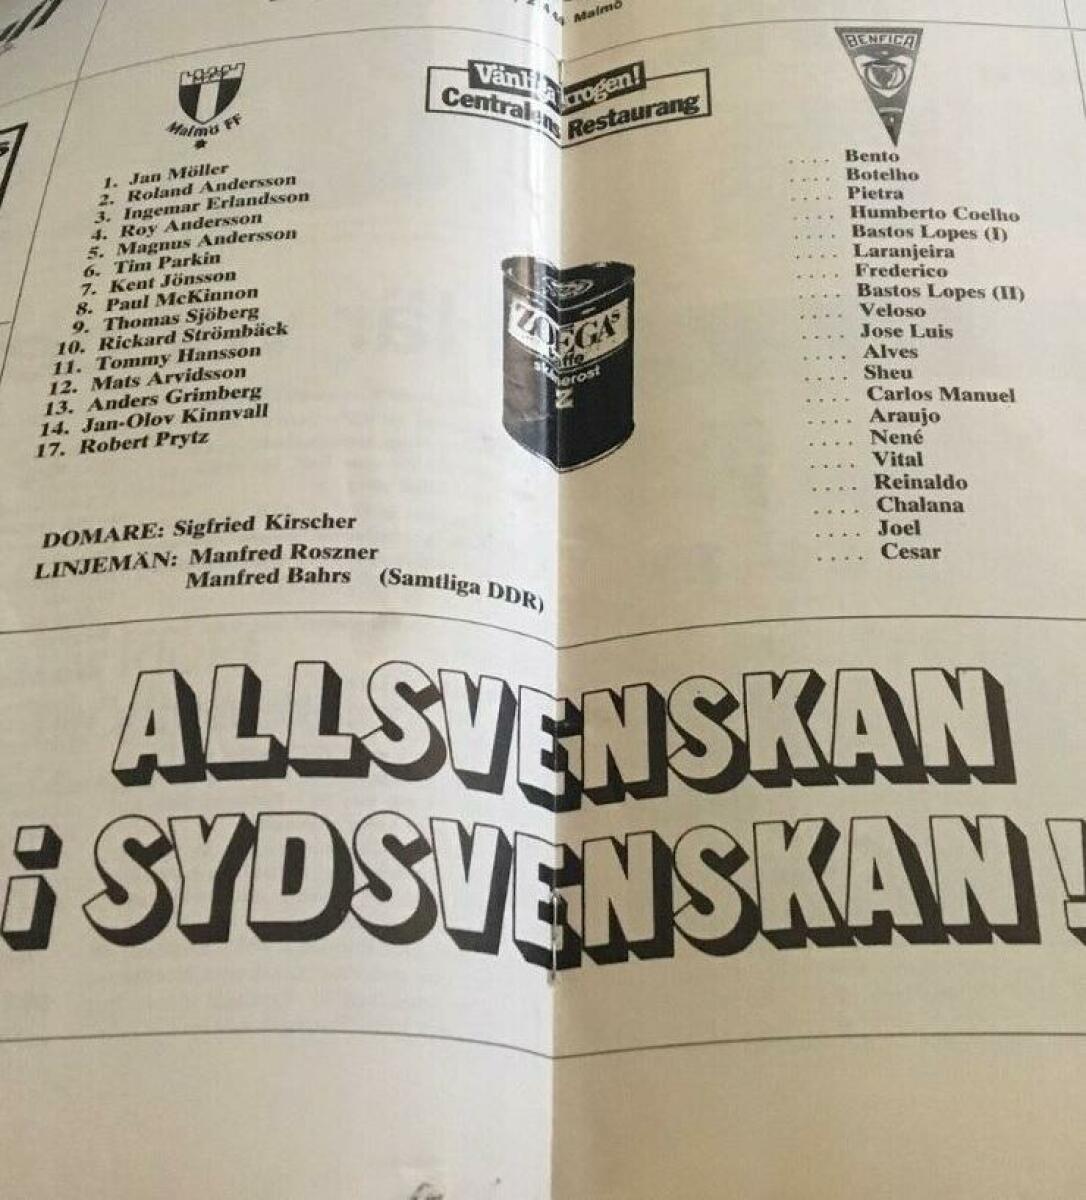 Malmö
Malmö FF
Vänliga krogen!
Centralens Restaurang
BENFICA
1. Jan Möller
2. Roland Andersson
3. Ingemar Erlandsson
4. Roy Andersson
5. Magnus Andersson
6. Tim Parkin
7. Kent Jönsson
8. Paul McKinnon
9. Thomas Sjöberg
10. Rickard Strömbäck
11. Tommy Hansson
12. Mats Arvidsson
13. Anders Grimberg
14. Jan-Olov Kinnvall
17. Robert Prytz
ZOÉGAs
kaffe
skånerost
Z
.... Bento
.... Botelho
.... Pietra
.... Humberto Coelho
.... Bastos Lopes (I)
.... Laranjeira
.... Frederico
.... Bastos Lopes (II)
.... Veloso
.... Jose Luis
.... Alves
.... Sheu
.... Carlos Manuel
.... Araujo
.... Nené
.... Vital
.... Reinaldo
.... Chalana
.... Joel
.... Cesar
DOMARE: Sigfried Kirscher
LINJEMÄN: Manfred Roszner
Manfred Bahrs (Samtliga DDR)
ALLSVENSKAN
i SYDSVENSKAN!